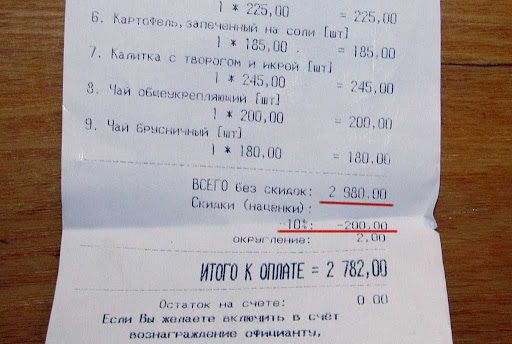 1 * 225,00 = 225,00
6. Картофель, запеченный на соли [шт]
1 * 185,00 = 185,00
7. Калитка с творогом и икрой [шт]
1 * 245,00 = 245,00
8. Чай общеукрепляющий [шт]
1 * 200,00 = 200,00
9. Чай брусничный [шт]
1 * 180,00 = 180,00
ВСЕГО без скидок: 2 980.00
Скидки (наценки):
-10%: -200,00
округление: 2,00
ИТОГО К ОПЛАТЕ = 2 782,00
Остаток на счете: 0 00
Если Вы желаете включить в счёт
вознаграждение официанту,